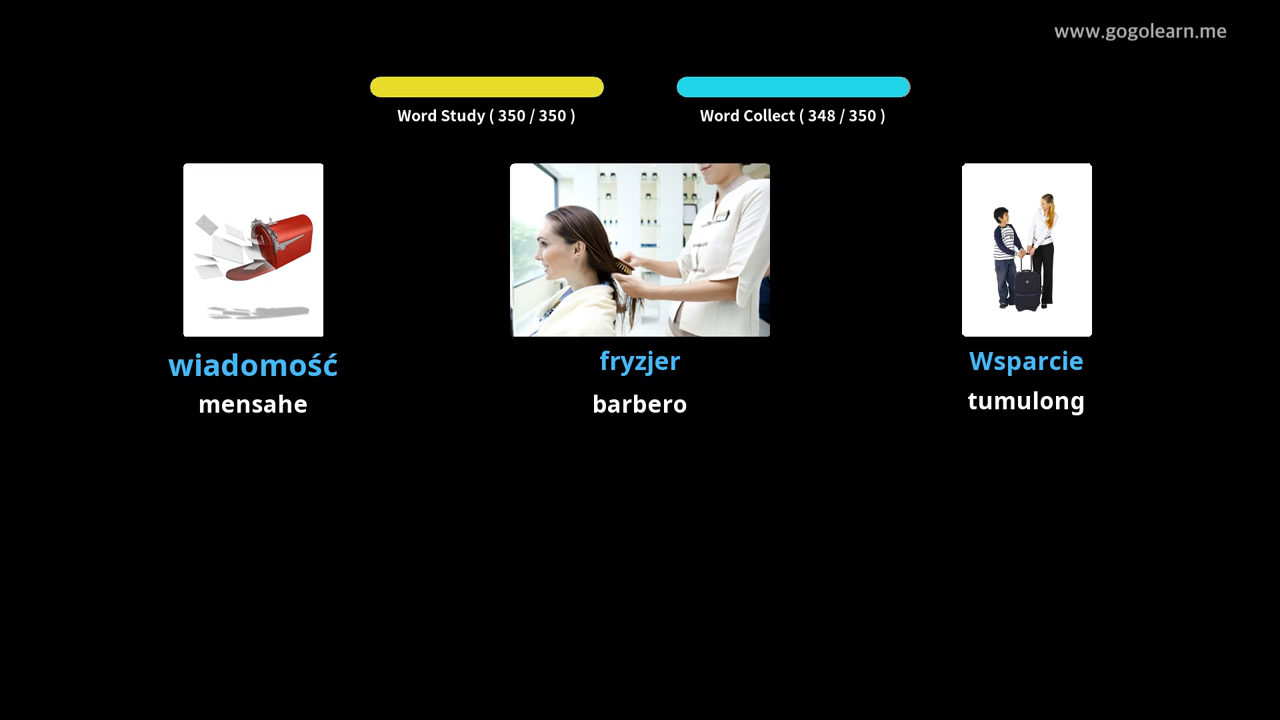 www.gogolearn.me
Word Study ( 350 / 350 )
Word Collect ( 348 / 350 )
wiadomość
mensahe
fryzjer
barbero
Wsparcie
tumulong